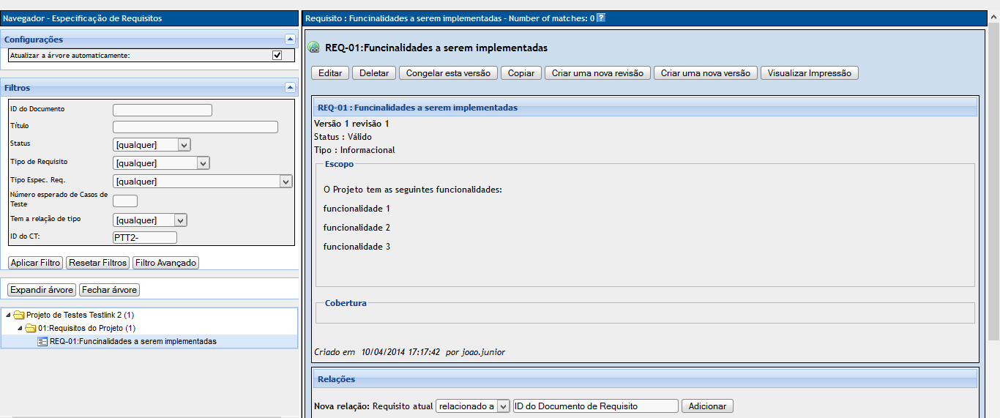 Navegador - Especificação de Requisitos
Configurações
Atualizar a árvore automaticamente:
Filtros
ID do Documento
Título
Status [qualquer]
Tipo de Requisito [qualquer]
Tipo Espec. Req. [qualquer]
Número esperado de Casos de
Teste
Tem a relação de tipo [qualquer]
ID do CT: PTT2-
Aplicar Filtro Resetar Filtros Filtro Avançado
Expandir árvore Fechar árvore
Projeto de Testes Testlink 2 (1)
01:Requisitos do Projeto (1)
REQ-01:Funcinalidades a serem implementadas
Requisito : Funcinalidades a serem implementadas - Number of matches: 0 ?
REQ-01:Funcinalidades a serem implementadas
Editar Deletar Congelar esta versão Copiar Criar uma nova revisão Criar uma nova versão Visualizar Impressão
REQ-01 : Funcinalidades a serem implementadas
Versão 1 revisão 1
Status : Válido
Tipo : Informacional
Escopo
O Projeto tem as seguintes funcionalidades:
funcionalidade 1
funcionalidade 2
funcionalidade 3
Cobertura
Criado em 10/04/2014 17:17:42 por joao.junior
Relações
Nova relação: Requisito atual relacionado a ID do Documento de Requisito Adicionar